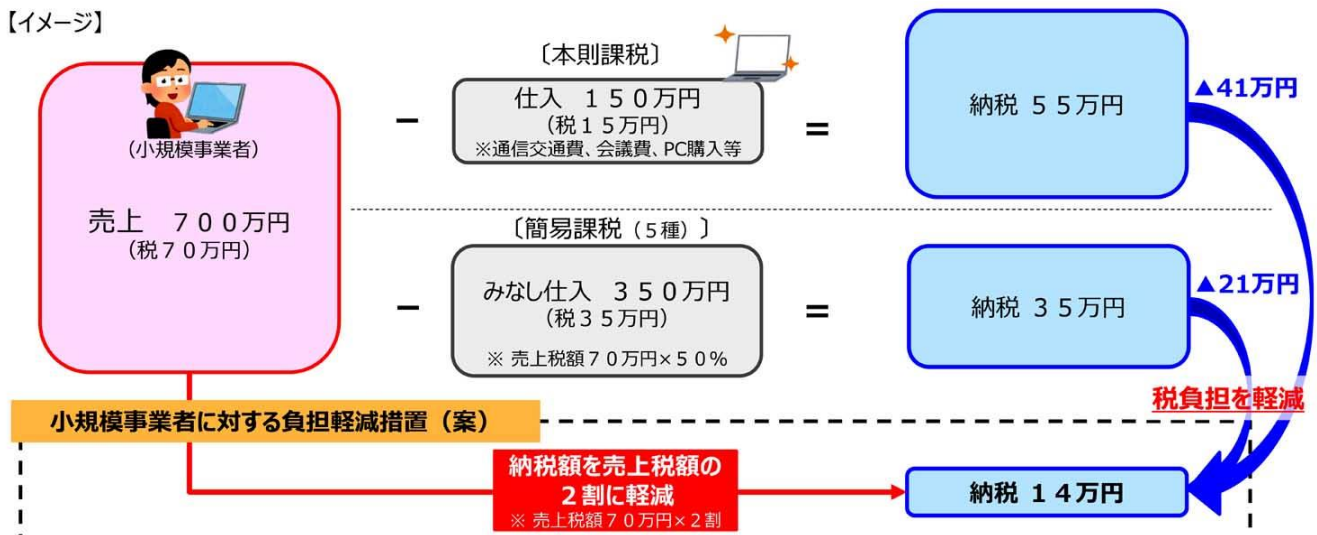 【イメージ】
(小規模事業者)
売上　７００万円
(税７０万円)
〔本則課税〕
－
仕入　１５０万円
(税１５万円)
※通信交通費、会議費、PC購入等
＝
納税 ５５万円
▲41万円
〔簡易課税（５種）〕
－
みなし仕入　３５０万円
(税３５万円)
※ 売上税額７０万円×５０%
＝
納税 ３５万円
▲21万円
税負担を軽減
小規模事業者に対する負担軽減措置（案）
納税額を売上税額の
２割に軽減
※ 売上税額７０万円×２割
納税 １４万円